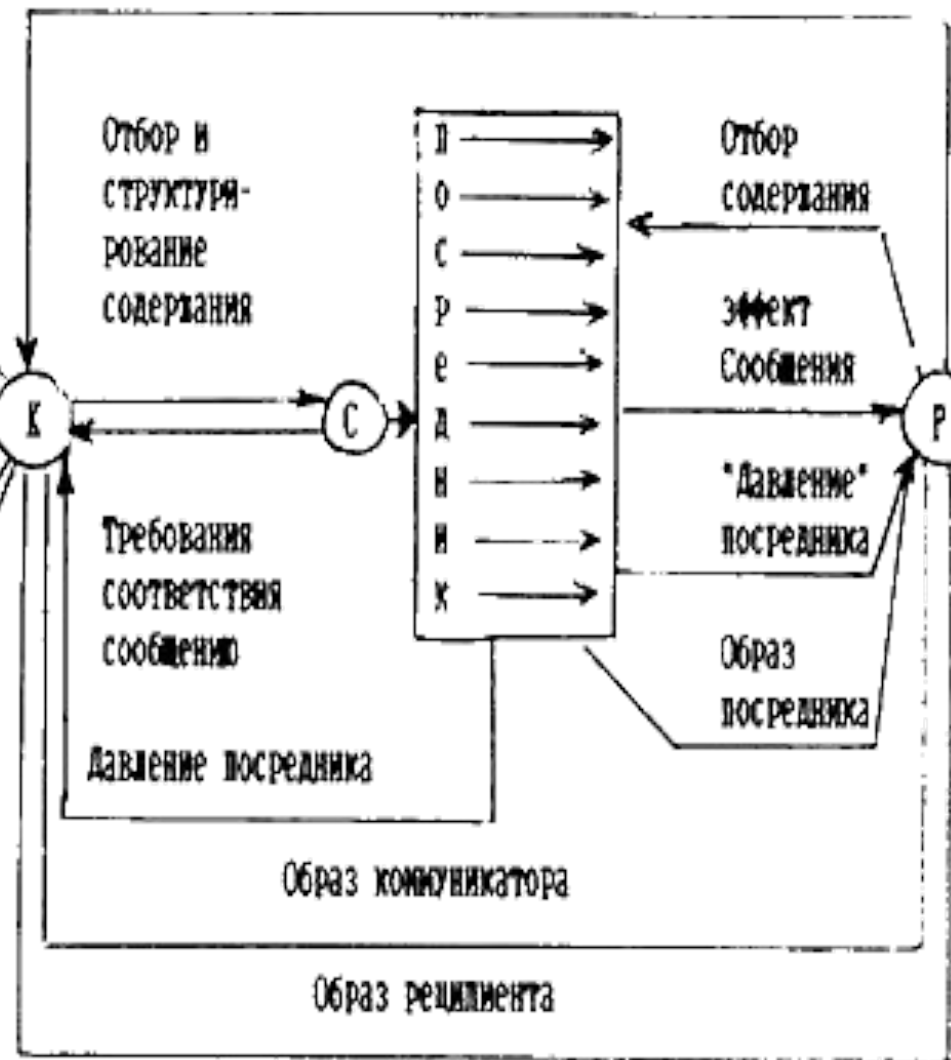 Отбор и
структури-
рование
содержания
К
С
Требования
соответствия
сообщению
Давление посредника
П
о
с
р
е
д
н
и
к
Отбор
содержания
эффект
Сообщения
Р
"Давление"
посредника
Образ
посредника
Образ коммуникатора
Образ реципиента